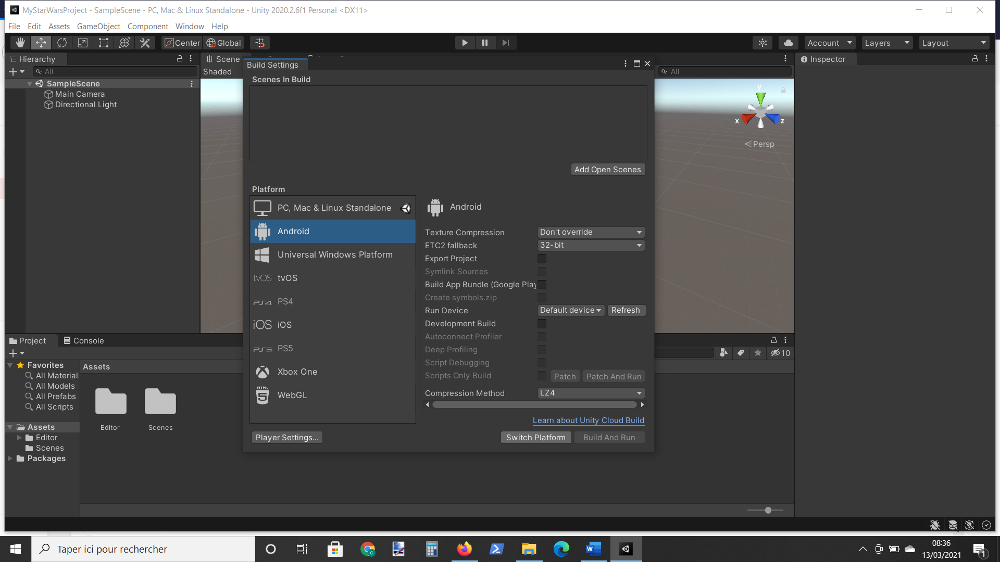 MyStarWarsProject - SampleScene - PC, Mac & Linux Standalone - Unity 2020.2.6f1 Personal <DX11>
File Edit Assets GameObject Component Window Help
Center Global Account Layers Layout
Hierarchy
Scene
Inspector
All
Shaded
All
SampleScene
Main Camera
Directional Light
y
x
z
Persp
Build Settings
Scenes In Build
Add Open Scenes
Platform
PC, Mac & Linux Standalone
Android
Universal Windows Platform
tvOS tvOS
PS4 PS4
iOS iOS
PS5 PS5
Xbox One
HTML
5 WebGL
Android
Texture Compression Don't override
ETC2 fallback 32-bit
Export Project
Symlink Sources
Build App Bundle (Google Play
Create symbols.zip
Run Device Default device Refresh
Development Build
Autoconnect Profiler
Deep Profiling
Script Debugging
Scripts Only Build Patch Patch And Run
Compression Method LZ4
Learn about Unity Cloud Build
Player Settings... Switch Platform Build And Run
Project Console
10
Favorites
All Materials
All Models
All Prefabs
All Scripts
Assets
Editor
Scenes
Packages
Assets
Editor Scenes
Taper ici pour rechercher
08:36
13/03/2021
1